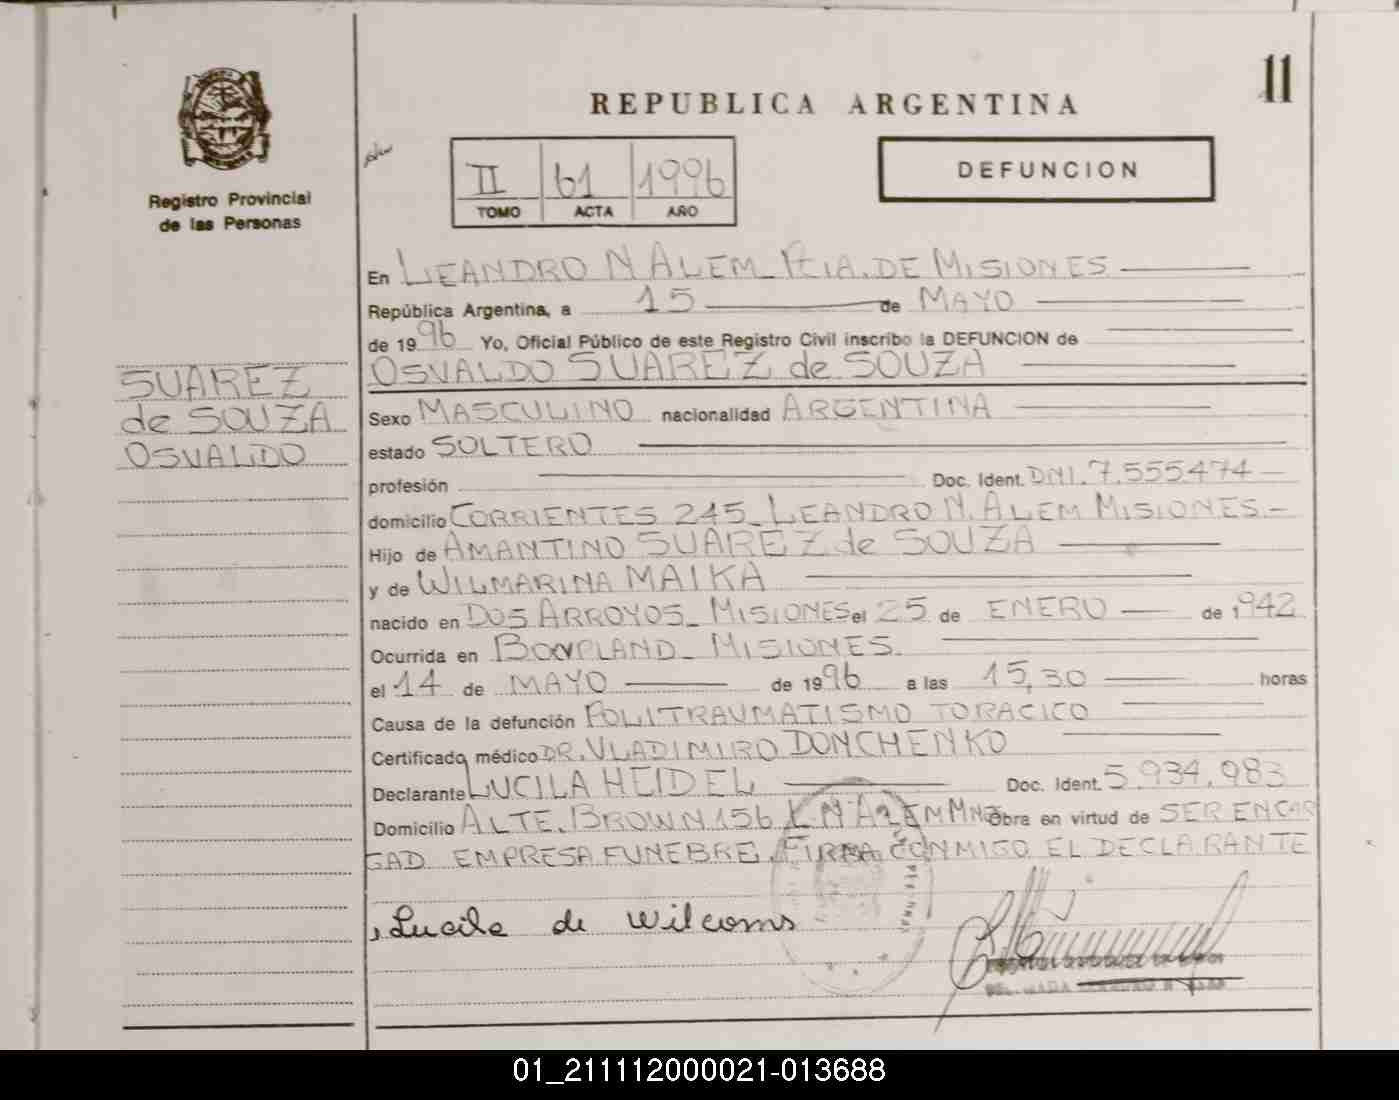 11
REPUBLICA ARGENTINA
DEFUNCION
Registro Provincial
de las Personas
II 61 1996
TOMO ACTA AÑO
SUAREZ
de SOUZA
OSVALDO
En LEANDRO N ALEM_PCIA. DE MISIONES
República Argentina, a 15 de MAYO
de 1996 Yo, Oficial Público de este Registro Civil inscribo la DEFUNCION de
OSVALDO SUAREZ de SOUZA
Sexo MASCULINO nacionalidad ARGENTINA
estado SOLTERO
profesión Doc. Ident. DNI. 7.555474
domicilio CORRIENTES 245_LEANDRO N. ALEM MISIONES.-
Hijo de AMANTINO SUAREZ de SOUZA
y de WILMARINA MAIKA
nacido en DOS ARROYOS_ MISIONES el 25 de ENERO de 1942
Ocurrida en BONPLAND_ MISIONES.
el 14 de MAYO de 1996 a las 15,30 horas
Causa de la defunción POLITRAUMATISMO TORACICO
Certificado médico DR. VLADIMIRO DONCHENKO
Declarante LUCILA HEIDEL Doc. Ident. 5.934.983
Domicilio ALTE. BROWN 156 L N ALEM MNES Obra en virtud de SER ENCAR
GAD. EMPRESA FUNEBRE. FIRMA CONMIGO EL DECLARANTE
Lucila de Wilcoms
01_211112000021-013688